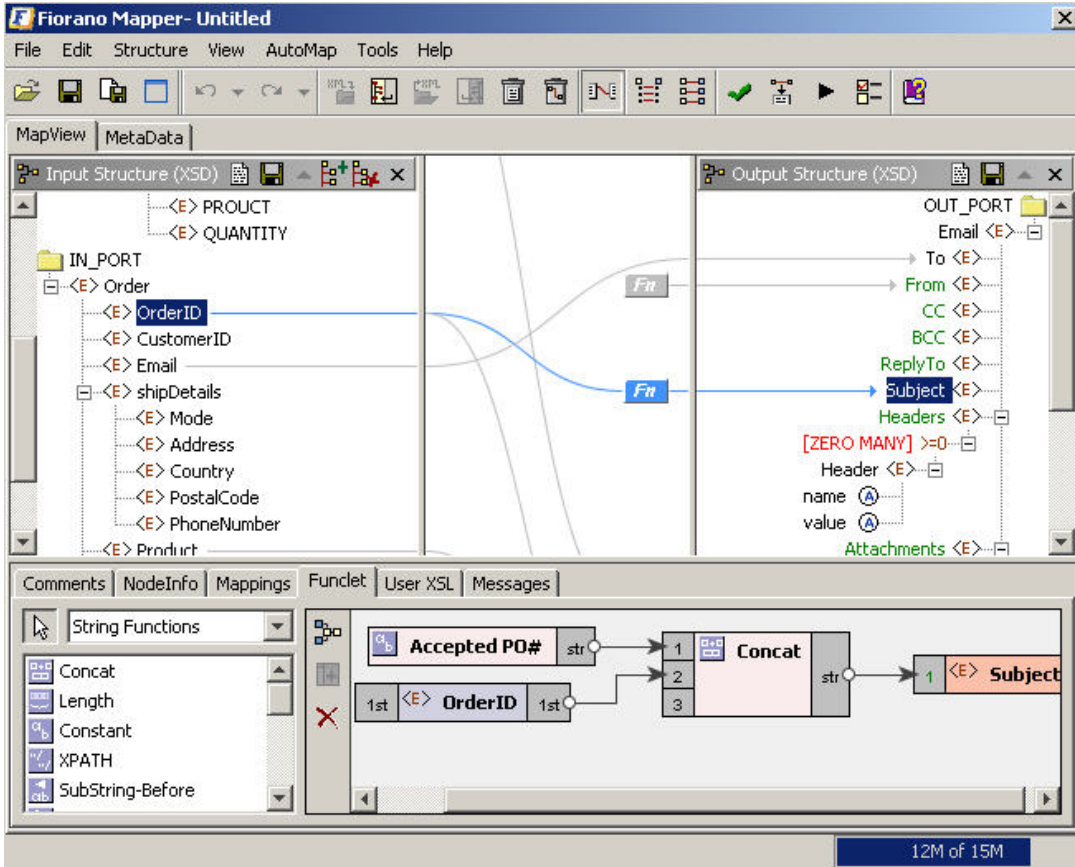 Fiorano Mapper- Untitled
File Edit Structure View AutoMap Tools Help
MapView MetaData
Input Structure (XSD)
<E> PROUCT
<E> QUANTITY
IN_PORT
<E> Order
<E> OrderID
<E> CustomerID
<E> Email
<E> shipDetails
<E> Mode
<E> Address
<E> Country
<E> PostalCode
<E> PhoneNumber
<E> Product
Fn
Fn
Output Structure (XSD)
OUT_PORT
Email <E>
To <E>
From <E>
CC <E>
BCC <E>
ReplyTo <E>
Subject <E>
Headers <E>
[ZERO MANY] >=0
Header <E>
name A
value A
Attachments <E>
Comments NodeInfo Mappings Funclet User XSL Messages
String Functions
Concat
Length
Constant
XPATH
SubString-Before
Accepted PO# str
1st <E> OrderID 1st
1 Concat
2 str
3
1 <E> Subject
12M of 15M